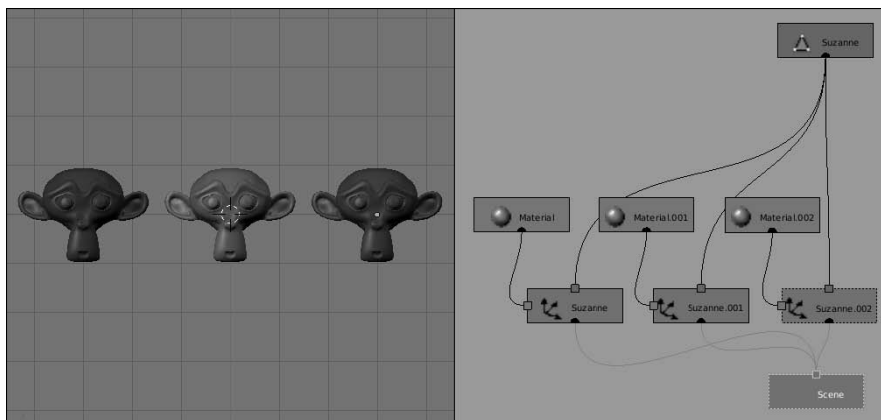 Suzanne
Material
Material.001
Material.002
Suzanne
Suzanne.001
Suzanne.002
Scene